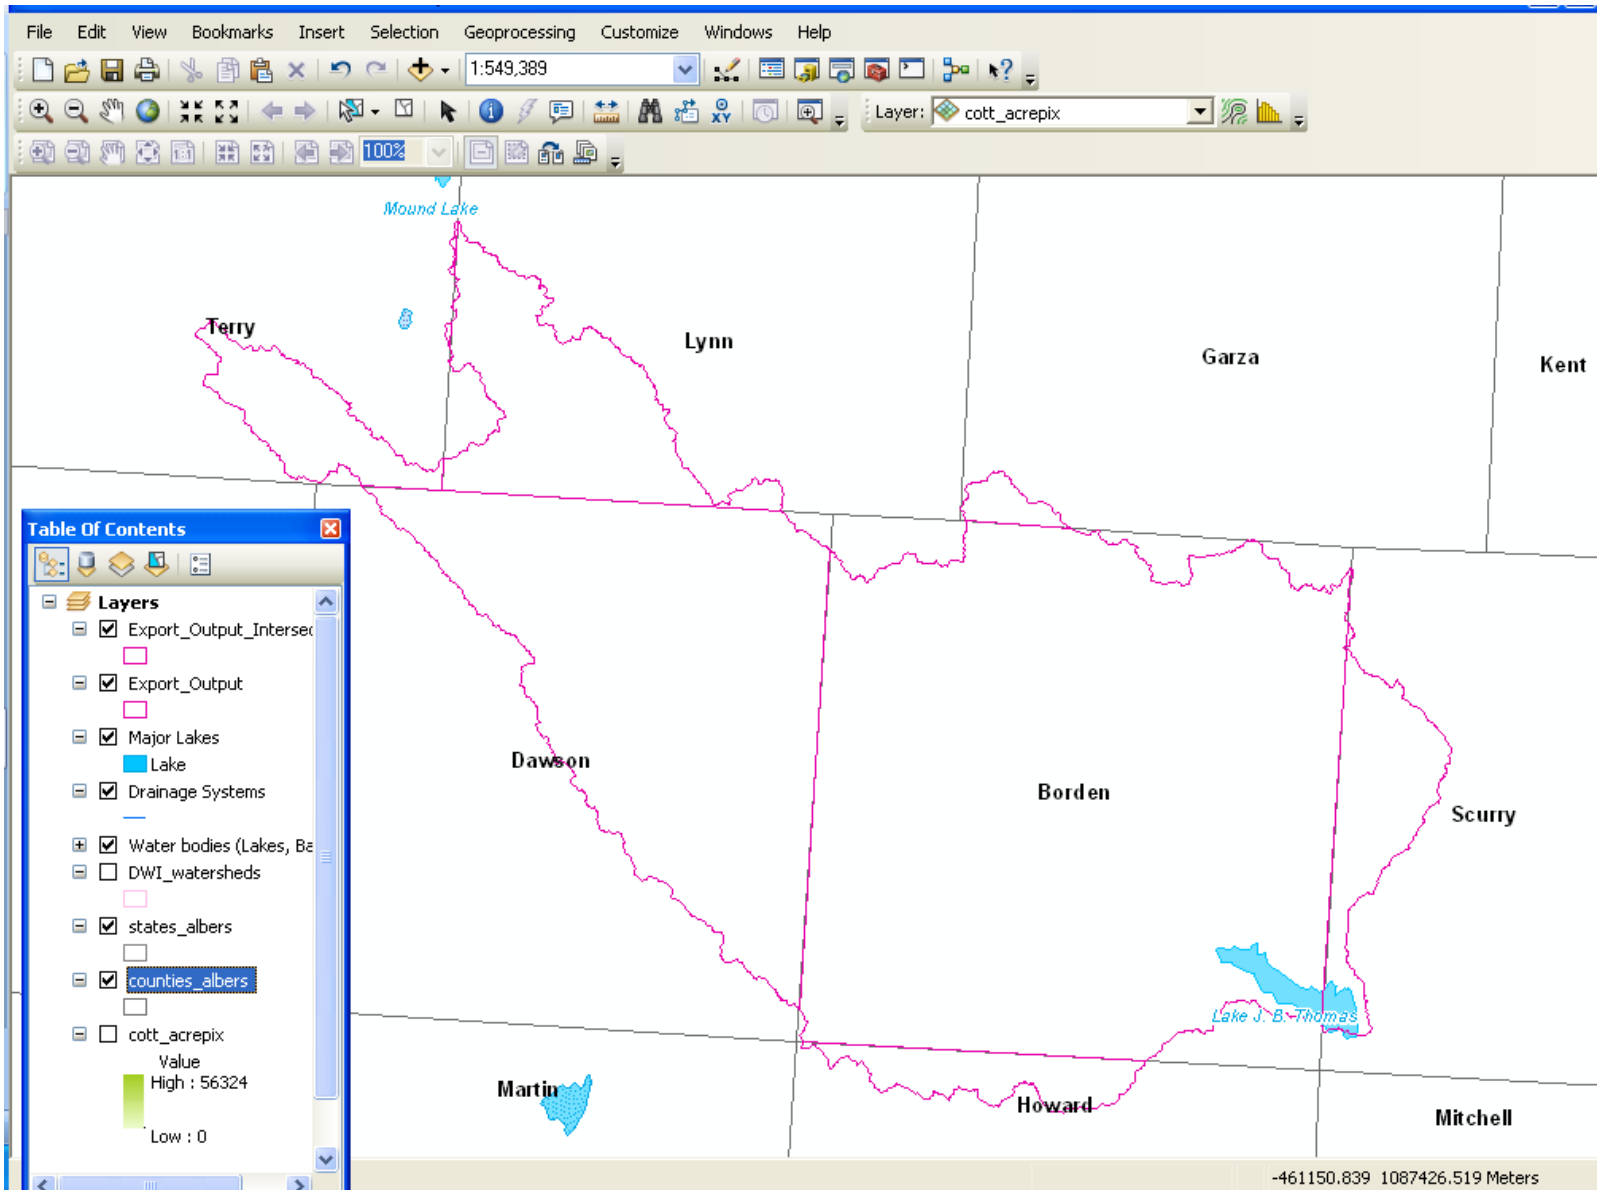 File Edit View Bookmarks Insert Selection Geoprocessing Customize Windows Help
1:549,389
XY
Layer: cott_acrepix
1:1 100%
Mound Lake
Terry
Lynn
Garza
Kent
Dawson
Borden
Scurry
Lake J. B. Thomas
Martin
Howard
Mitchell
Table Of Contents
Layers
Export_Output_Intersec
Export_Output
Major Lakes
Lake
Drainage Systems
Water bodies (Lakes, Ba
DWI_watersheds
states_albers
counties_albers
cott_acrepix
Value
High : 56324
Low : 0
-461150.839 1087426.519 Meters